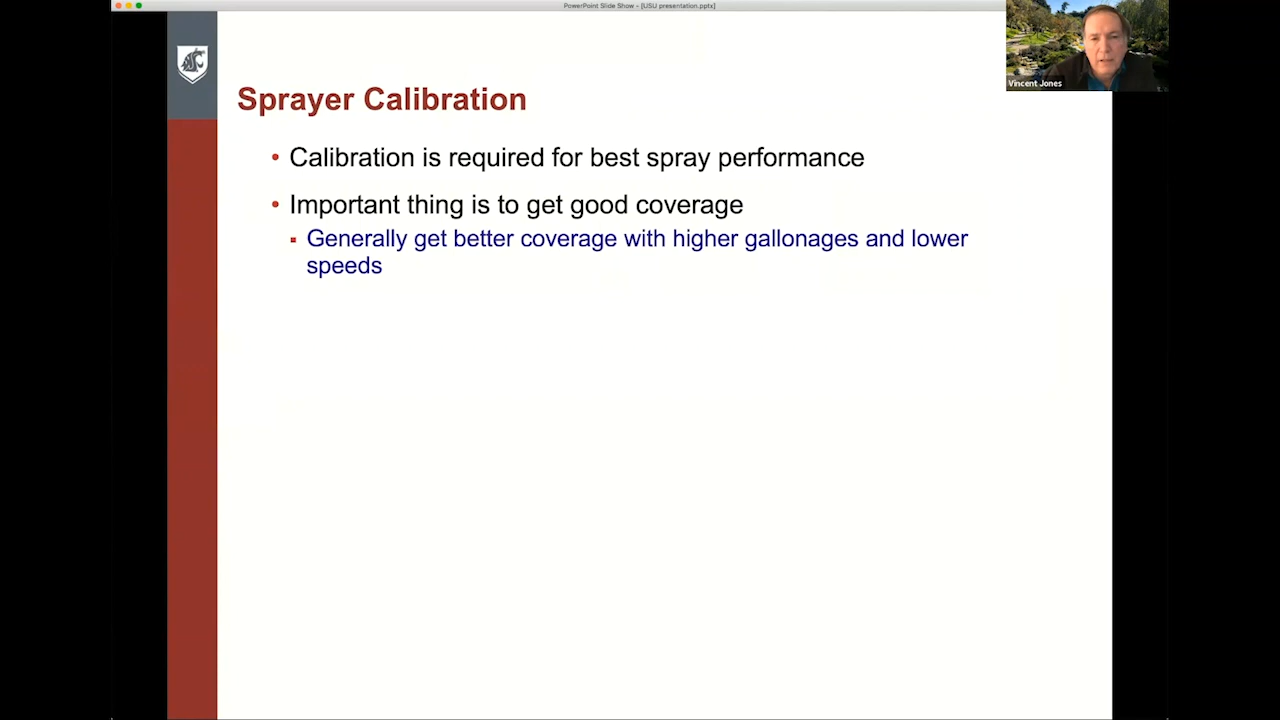 PowerPoint Slide Show - [USU presentation.pptx]
Vincent Jones
Sprayer Calibration
• Calibration is required for best spray performance
• Important thing is to get good coverage
▪ Generally get better coverage with higher gallonages and lower
speeds